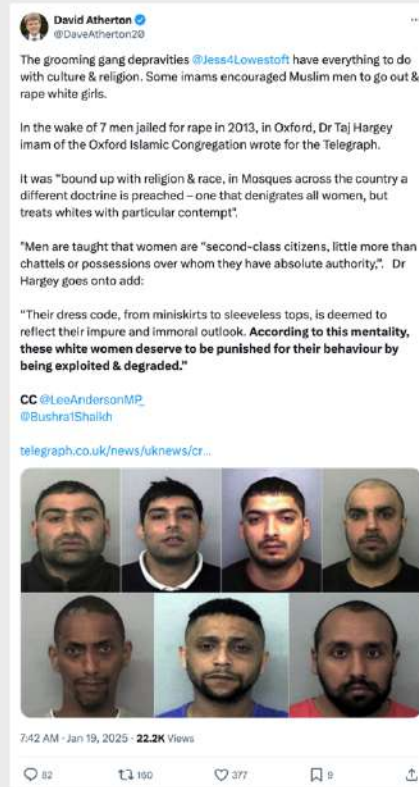 David Atherton
@DaveAtherton20
The grooming gang depravities @Jess4Lowestoft have everything to do
with culture & religion. Some imams encouraged Muslim men to go out &
rape white girls.
In the wake of 7 men jailed for rape in 2013, in Oxford, Dr Taj Hargey
imam of the Oxford Islamic Congregation wrote for the Telegraph.
It was "bound up with religion & race, in Mosques across the country a
different doctrine is preached – one that denigrates all women, but
treats whites with particular contempt".
"Men are taught that women are "second-class citizens, little more than
chattels or possessions over whom they have absolute authority,". Dr
Hargey goes onto add:
"Their dress code, from miniskirts to sleeveless tops, is deemed to
reflect their impure and immoral outlook. According to this mentality,
these white women deserve to be punished for their behaviour by
being exploited & degraded."
CC @LeeAndersonMP_
@Bushra1Shaikh
telegraph.co.uk/news/uknews/cr...
7:42 AM · Jan 19, 2025 · 22.2K Views
82 160 377 9